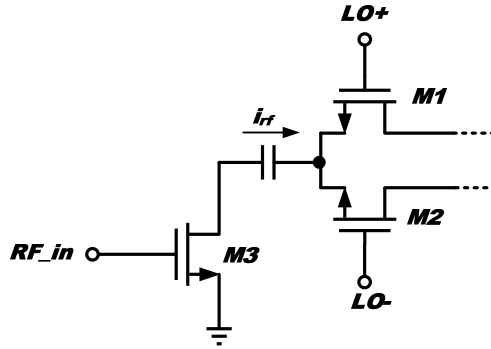 LO+
M1
i_rf
M2
RF_in
M3
LO-